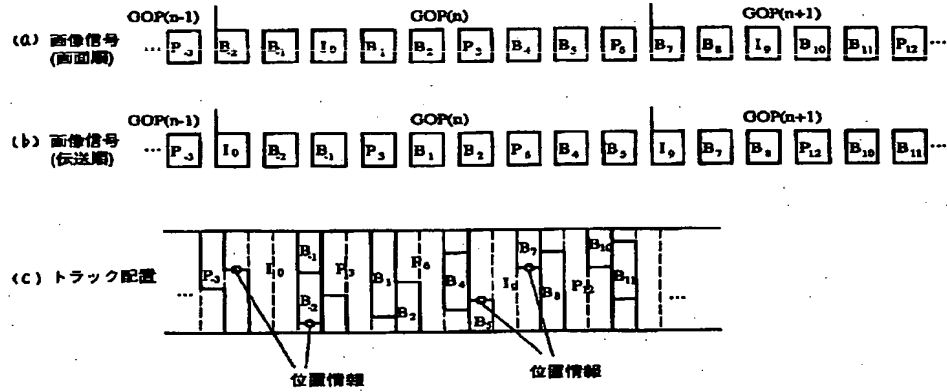 GOP(n-1) GOP(n) GOP(n+1)
(a) 画像信号 … P-3 B-2 B-1 I0 B1 B2 P3 B4 B5 P6 B7 B8 I9 B10 B11 P12 …
(画面順)
GOP(n-1) GOP(n) GOP(n+1)
(b) 画像信号 … P-3 I0 B-2 B-1 P3 B1 B2 P6 B4 B5 I9 B7 B8 P12 B10 B11 …
(伝送順)
(c) トラック配置 … P-3 I0 B-1 B-2 P3 B1 B2 P6 B4 B5 I9 B7 B8 P12 B10 B11 …
位置情報 位置情報